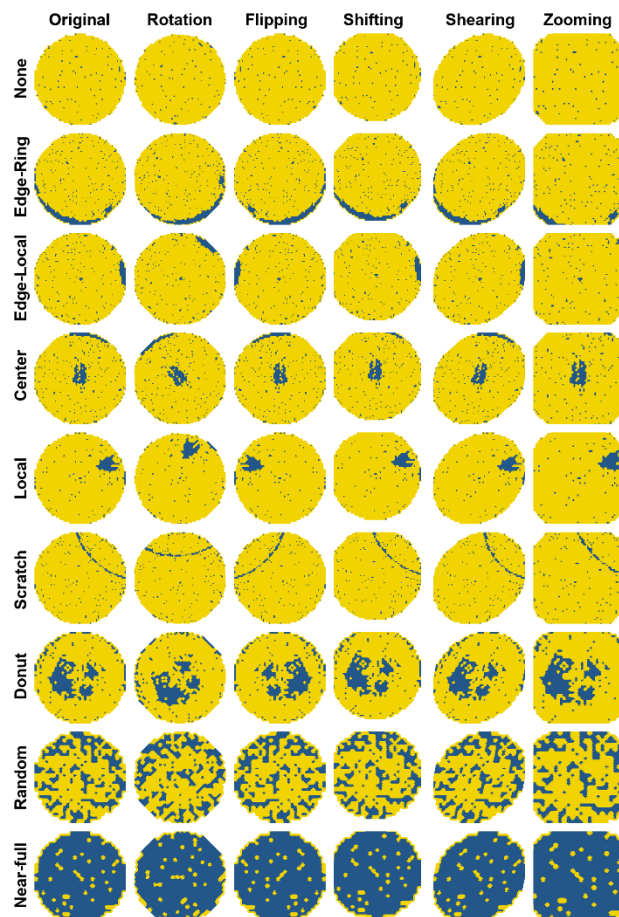 Original Rotation Flipping Shifting Shearing Zooming
None
Edge-Ring
Edge-Local
Center
Local
Scratch
Donut
Random
Near-full